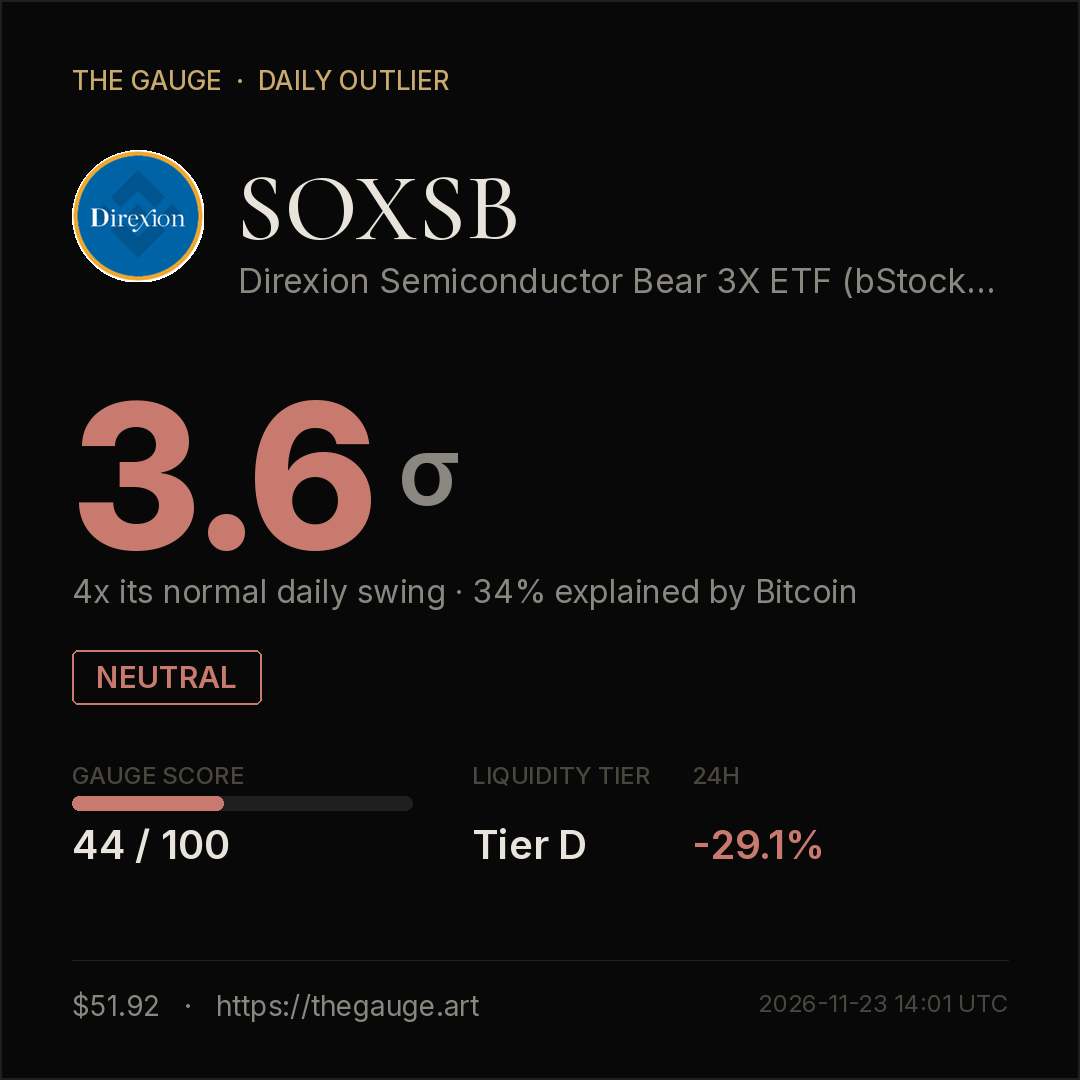 THE GAUGE · DAILY OUTLIER
Direxion
SOXSB
Direxion Semiconductor Bear 3X ETF (bStock...
3.6 σ
4x its normal daily swing · 34% explained by Bitcoin
NEUTRAL
GAUGE SCORE LIQUIDITY TIER 24H
44 / 100 Tier D -29.1%
$51.92 · https://thegauge.art 2026-11-23 14:01 UTC